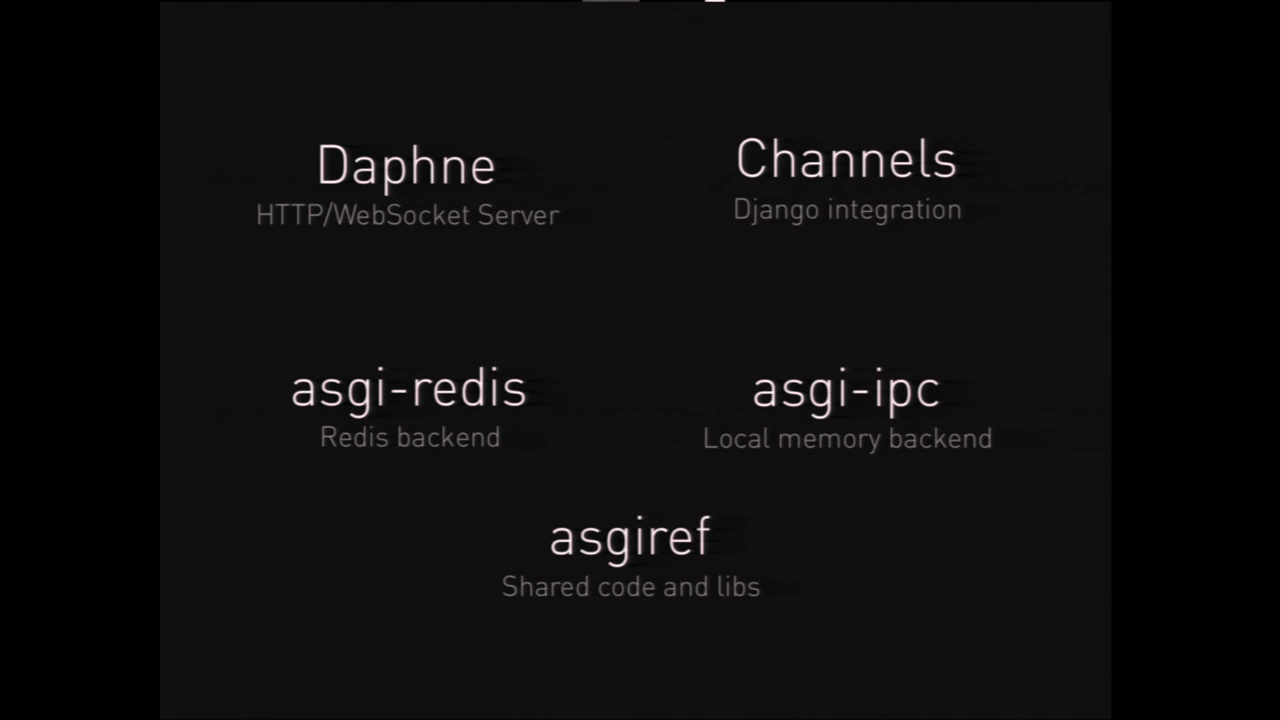 Daphne
HTTP/WebSocket Server
Channels
Django integration
asgi-redis
Redis backend
asgi-ipc
Local memory backend
asgiref
Shared code and libs